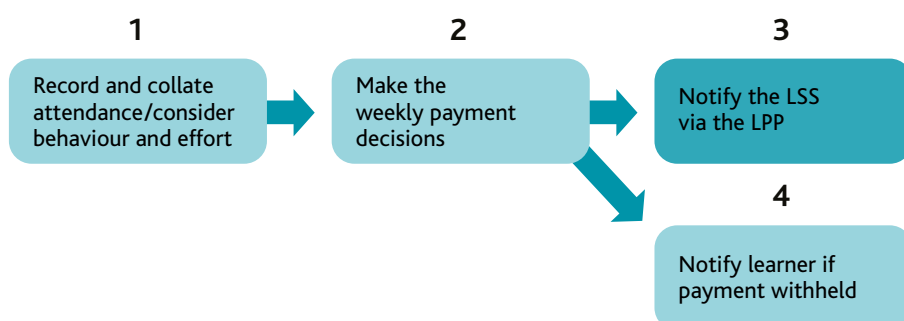 1
Record and collate
attendance/consider
behaviour and effort
2
Make the
weekly payment
decisions
3
Notify the LSS
via the LPP
4
Notify learner if
payment withheld